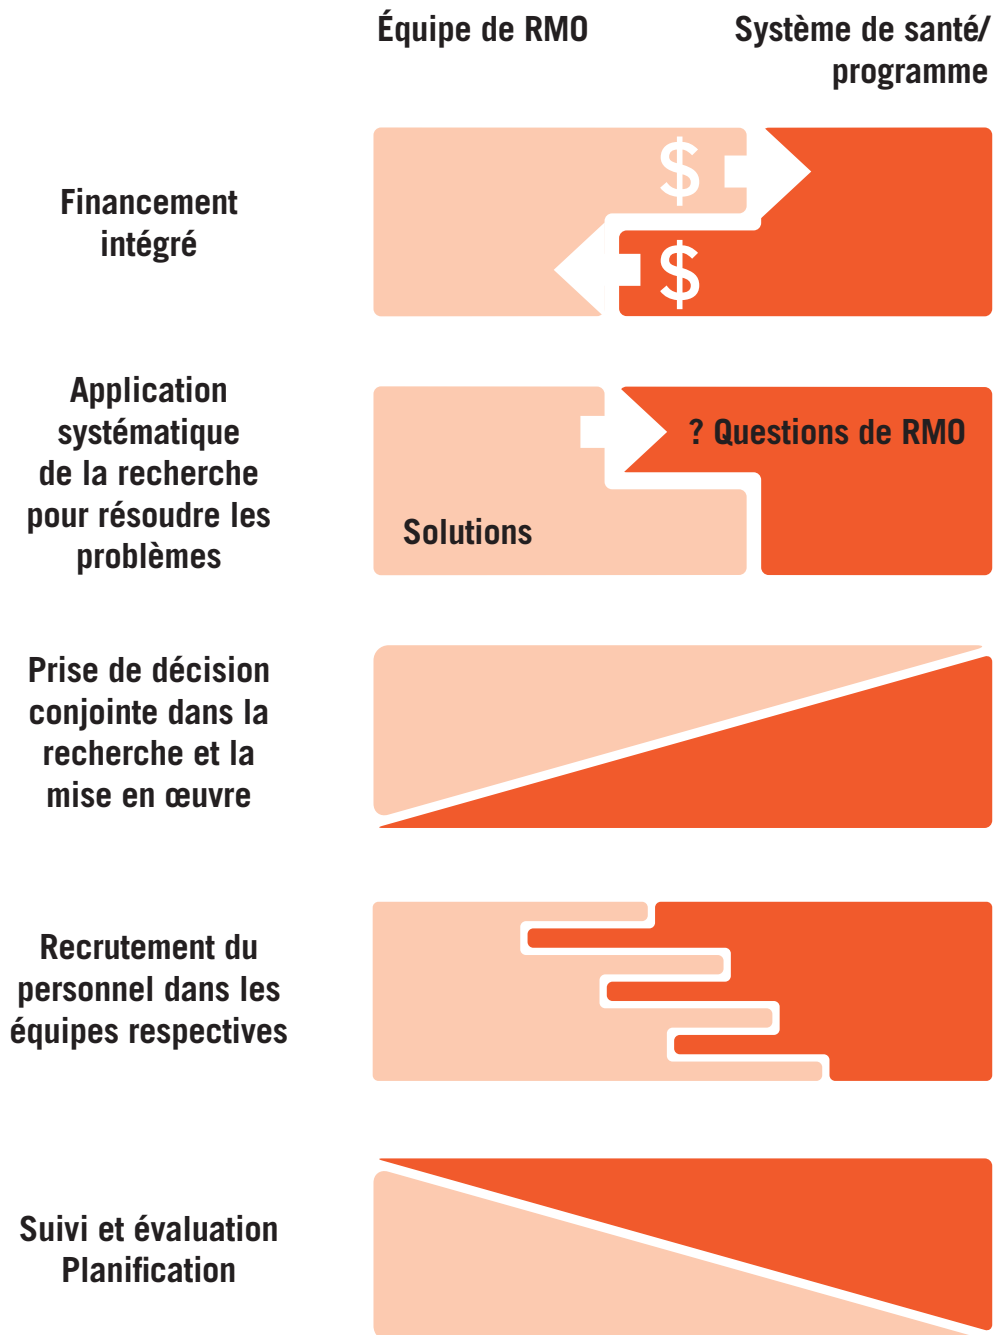 Équipe de RMO
Système de santé/
programme
Financement
intégré
$
$
Application
systématique
de la recherche
pour résoudre les
problèmes
? Questions de RMO
Solutions
Prise de décision
conjointe dans la
recherche et la
mise en œuvre
Recrutement du
personnel dans les
équipes respectives
Suivi et évaluation
Planification